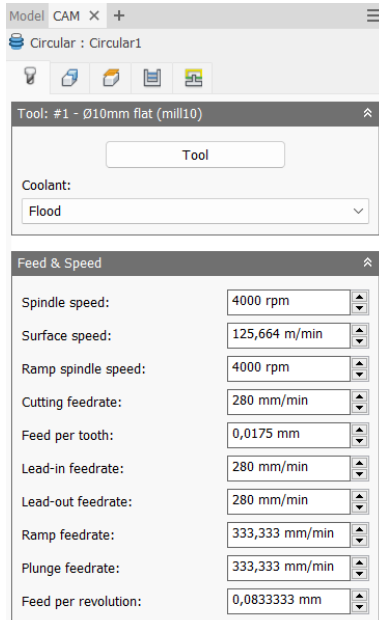 Model CAM × +
Circular : Circular1
Tool: #1 - Ø10mm flat (mill10)
Tool
Coolant:
Flood
Feed & Speed
Spindle speed: 4000 rpm
Surface speed: 125,664 m/min
Ramp spindle speed: 4000 rpm
Cutting feedrate: 280 mm/min
Feed per tooth: 0,0175 mm
Lead-in feedrate: 280 mm/min
Lead-out feedrate: 280 mm/min
Ramp feedrate: 333,333 mm/min
Plunge feedrate: 333,333 mm/min
Feed per revolution: 0,0833333 mm